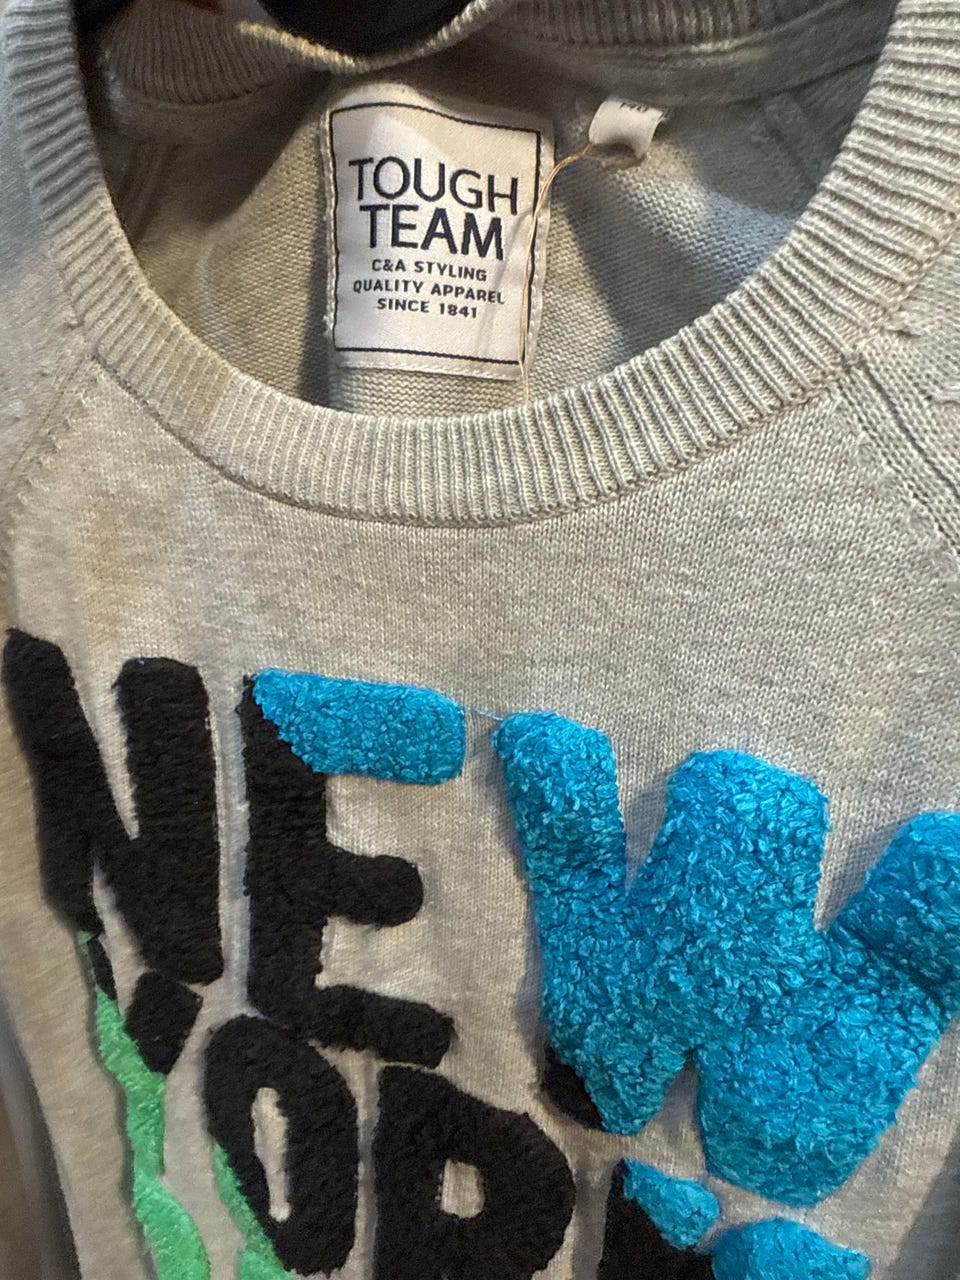 TOUGH
TEAM
C&A STYLING
QUALITY APPAREL
SINCE 1841
NEW